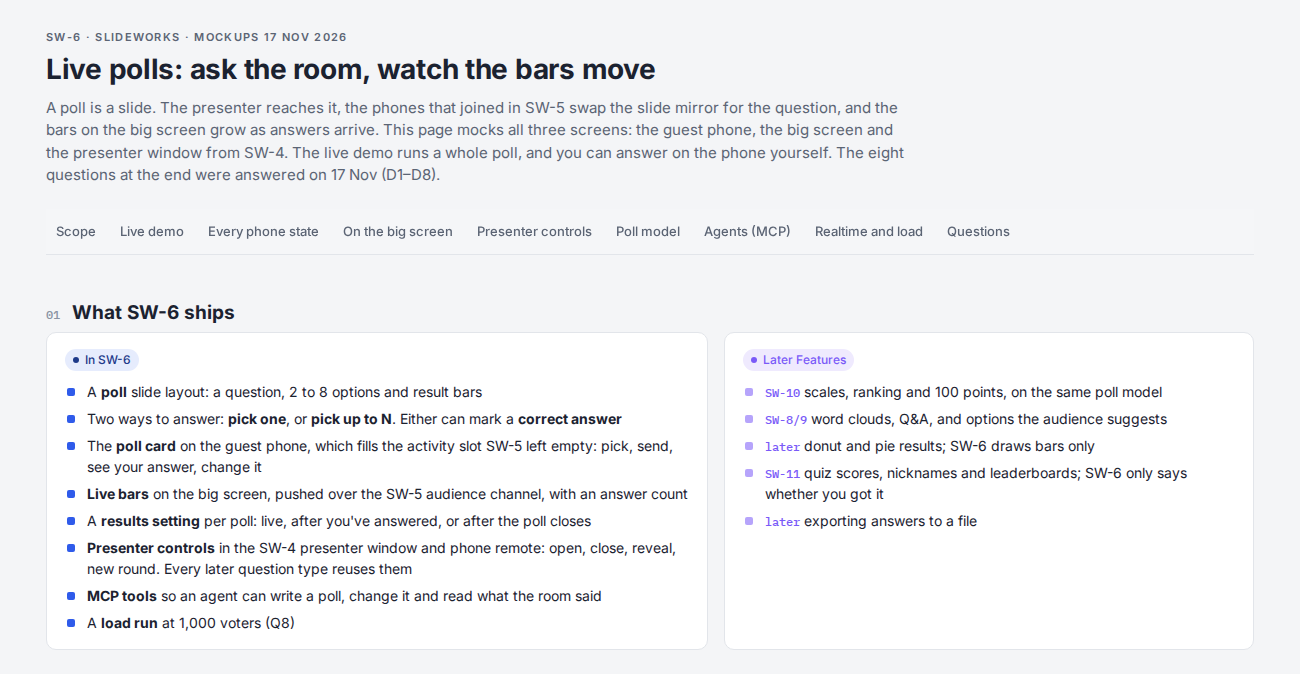 SW-6 · SLIDEWORKS · MOCKUPS 17 NOV 2026
Live polls: ask the room, watch the bars move
A poll is a slide. The presenter reaches it, the phones that joined in SW-5 swap the slide mirror for the question, and the
bars on the big screen grow as answers arrive. This page mocks all three screens: the guest phone, the big screen and
the presenter window from SW-4. The live demo runs a whole poll, and you can answer on the phone yourself. The eight
questions at the end were answered on 17 Nov (D1–D8).
Scope Live demo Every phone state On the big screen Presenter controls Poll model Agents (MCP) Realtime and load Questions
01 What SW-6 ships
In SW-6
A poll slide layout: a question, 2 to 8 options and result bars
Two ways to answer: pick one, or pick up to N. Either can mark a correct answer
The poll card on the guest phone, which fills the activity slot SW-5 left empty: pick, send,
see your answer, change it
Live bars on the big screen, pushed over the SW-5 audience channel, with an answer count
A results setting per poll: live, after you've answered, or after the poll closes
Presenter controls in the SW-4 presenter window and phone remote: open, close, reveal,
new round. Every later question type reuses them
MCP tools so an agent can write a poll, change it and read what the room said
A load run at 1,000 voters (Q8)
Later Features
SW-10 scales, ranking and 100 points, on the same poll model
SW-8/9 word clouds, Q&A, and options the audience suggests
later donut and pie results; SW-6 draws bars only
SW-11 quiz scores, nicknames and leaderboards; SW-6 only says
whether you got it
later exporting answers to a file